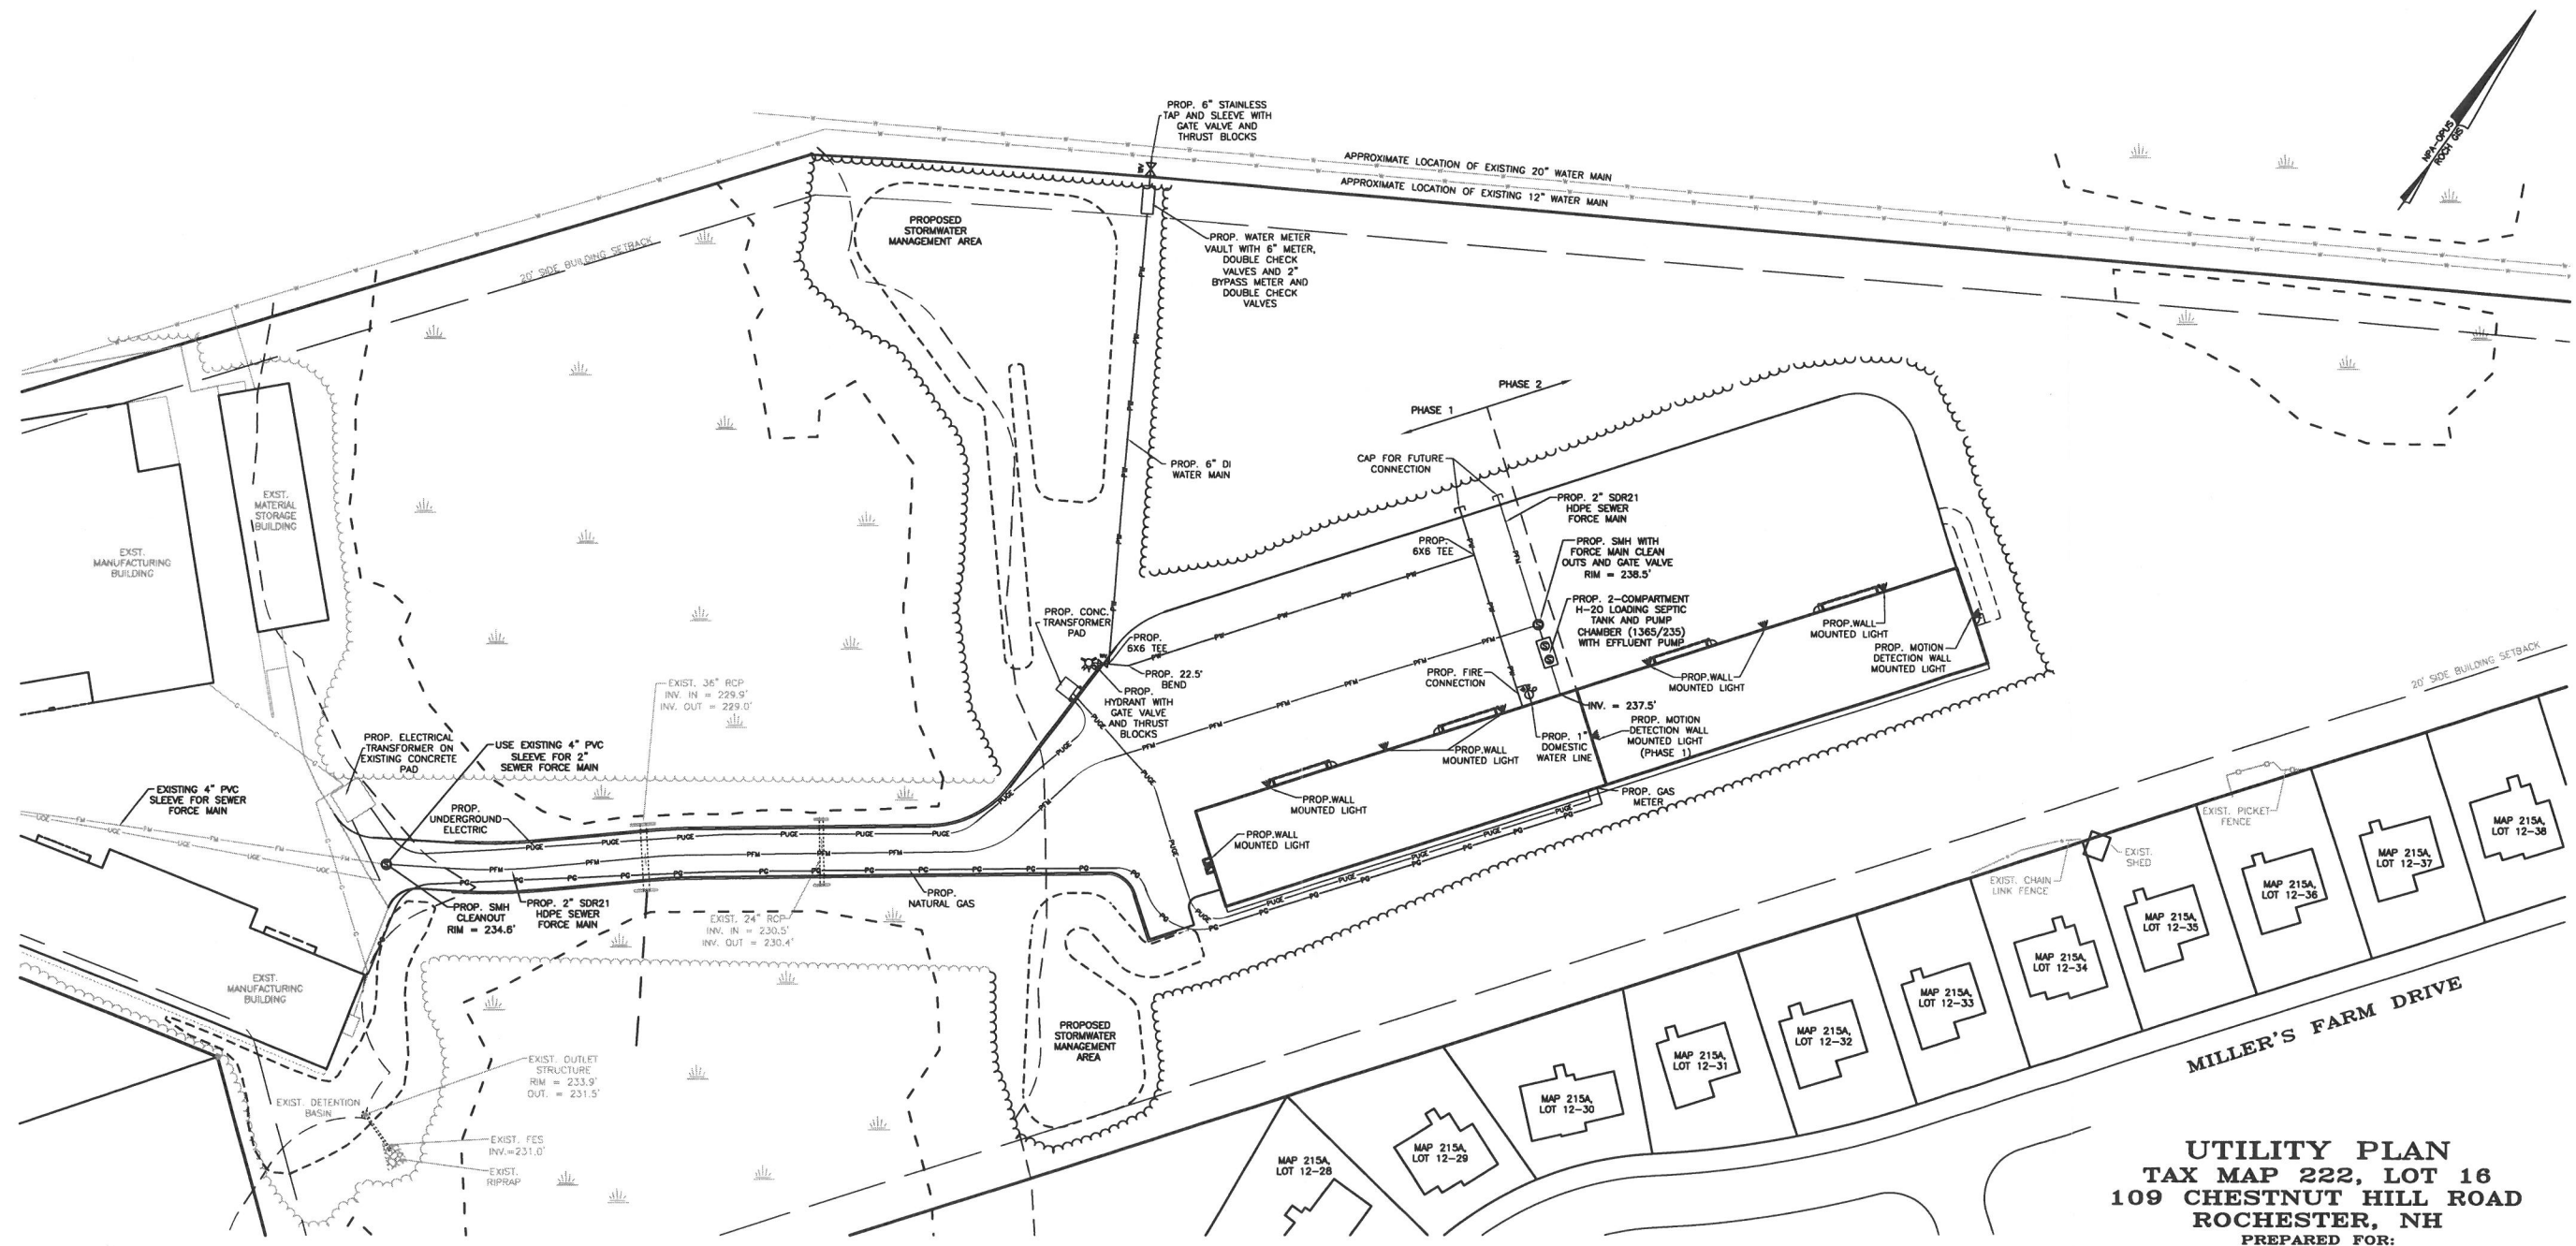 PROP. 6" STAINLESS
TAP AND SLEEVE WITH
GATE VALVE AND
THRUST BLOCKS
APPROXIMATE LOCATION OF EXISTING 20" WATER MAIN
APPROXIMATE LOCATION OF EXISTING 12" WATER MAIN
NPA-OPUS
ROCH GIS
PROPOSED
STORMWATER
MANAGEMENT AREA
20' SIDE BUILDING SETBACK
PROP. WATER METER
VAULT WITH 6" METER,
DOUBLE CHECK
VALVES AND 2"
BYPASS METER AND
DOUBLE CHECK
VALVES
PHASE 2
PHASE 1
CAP FOR FUTURE
CONNECTION
PROP. 6" DI
WATER MAIN
PROP. 2" SDR21
HDPE SEWER
FORCE MAIN
EXST.
MATERIAL
STORAGE
BUILDING
EXST.
MANUFACTURING
BUILDING
PROP.
6X6 TEE
PROP. SMH WITH
FORCE MAIN CLEAN
OUTS AND GATE VALVE
RIM = 238.5'
PROP. 2-COMPARTMENT
H-20 LOADING SEPTIC
TANK AND PUMP
CHAMBER (1365/235)
WITH EFFLUENT PUMP
PROP. CONC.
TRANSFORMER
PAD
PROP.
6X6 TEE
PROP. 22.5°
BEND
PROP.
HYDRANT WITH
GATE VALVE
AND THRUST
BLOCKS
PROP. FIRE
CONNECTION
PROP.WALL
MOUNTED LIGHT
PROP. MOTION
DETECTION WALL
MOUNTED LIGHT
PROP.WALL
MOUNTED LIGHT
INV. = 237.5'
PROP. MOTION
DETECTION WALL
MOUNTED LIGHT
(PHASE 1)
PROP. 1"
DOMESTIC
WATER LINE
PROP.WALL
MOUNTED LIGHT
PROP. GAS
METER
PROP.WALL
MOUNTED LIGHT
PROP.WALL
MOUNTED LIGHT
20' SIDE BUILDING SETBACK
EXIST. 36" RCP
INV. IN = 229.9'
INV. OUT = 229.0'
PROP. ELECTRICAL
TRANSFORMER ON
EXISTING CONCRETE
PAD
USE EXISTING 4" PVC
SLEEVE FOR 2"
SEWER FORCE MAIN
EXISTING 4" PVC
SLEEVE FOR SEWER
FORCE MAIN
PROP.
UNDERGROUND
ELECTRIC
PROP. SMH
CLEANOUT
RIM = 234.6'
PROP. 2" SDR21
HDPE SEWER
FORCE MAIN
PROP.
NATURAL GAS
EXIST. 24" RCP
INV. IN = 230.5'
INV. OUT = 230.4'
EXST.
MANUFACTURING
BUILDING
PROPOSED
STORMWATER
MANAGEMENT
AREA
EXIST. OUTLET
STRUCTURE
RIM = 233.9'
OUT. = 231.5'
EXIST. DETENTION
BASIN
EXIST. FES
INV.=231.0'
EXIST.
RIPRAP
EXIST. PICKET
FENCE
EXIST.
SHED
EXIST. CHAIN
LINK FENCE
MAP 215A,
LOT 12-38
MAP 215A,
LOT 12-37
MAP 215A,
LOT 12-36
MAP 215A,
LOT 12-35
MAP 215A,
LOT 12-34
MAP 215A,
LOT 12-33
MAP 215A,
LOT 12-32
MAP 215A,
LOT 12-31
MAP 215A,
LOT 12-30
MAP 215A,
LOT 12-29
MAP 215A,
LOT 12-28
MILLER'S FARM DRIVE
UTILITY PLAN
TAX MAP 222, LOT 16
109 CHESTNUT HILL ROAD
ROCHESTER, NH
PREPARED FOR: